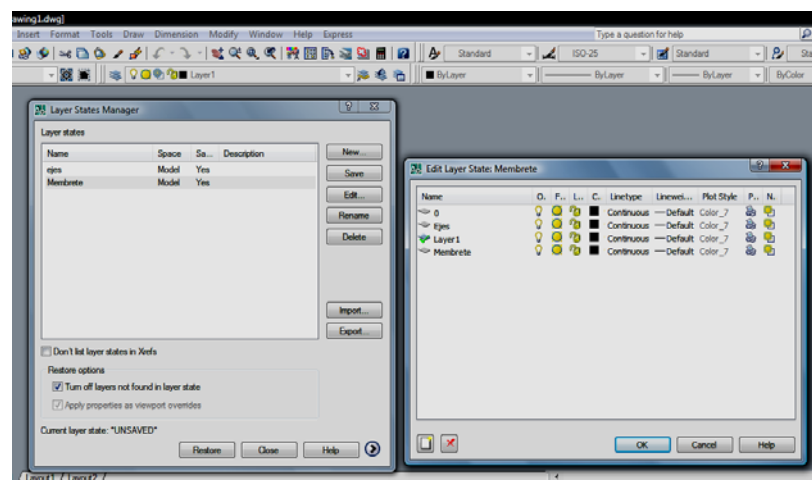 awing1.dwg]
Insert Format Tools Draw Dimension Modify Window Help Express Type a question for help
Standard ISO-25 Standard Sta
Layer1 ByLayer ByLayer ByLayer ByColor
Layer States Manager
Layer states
Name Space Sa... Description
ejes Model Yes
Membrete Model Yes
New...
Save
Edit...
Rename
Delete
Import...
Export...
Don't list layer states in Xrefs
Restore options
Turn off layers not found in layer state
Apply properties as viewport overrides
Current layer state: "UNSAVED"
Restore Close Help
Edit Layer State: Membrete
Name O. F... L... C. Linetype Linewei... Plot Style P... N.
0 Continuous Default Color_7
Ejes Continuous Default Color_7
Layer1 Continuous Default Color_7
Membrete Continuous Default Color_7
OK Cancel Help
Layout1 / Layout2 /